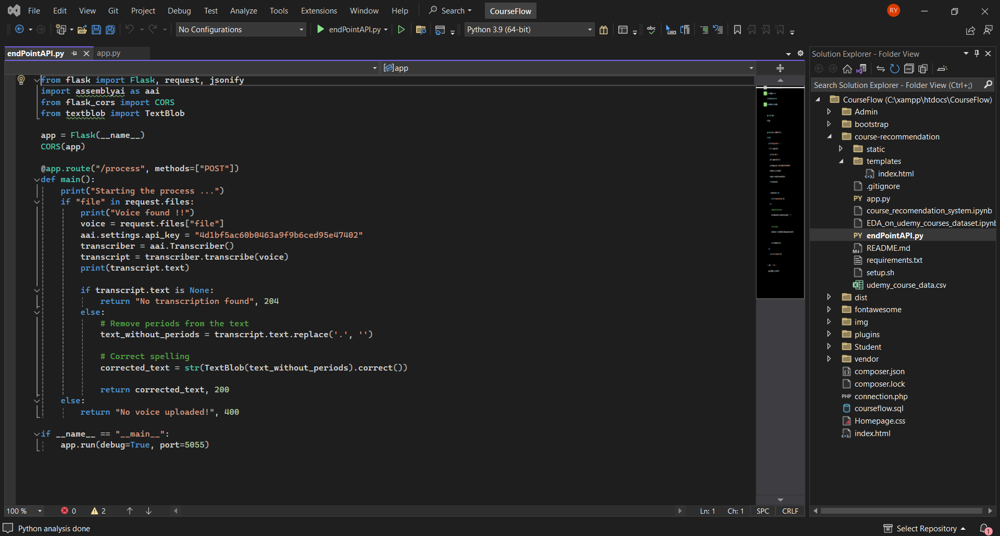 File Edit View Git Project Debug Test Analyze Tools Extensions Window Help Search CourseFlow RY
No Configurations endPointAPI.py Python 3.9 (64-bit) abc
endPointAPI.py app.py
app
from flask import Flask, request, jsonify
import assemblyai as aai
from flask_cors import CORS
from textblob import TextBlob
app = Flask(__name__)
CORS(app)
@app.route("/process", methods=["POST"])
def main():
print("Starting the process ...")
if "file" in request.files:
print("Voice found !!")
voice = request.files["file"]
aai.settings.api_key = "4d1bf5ac60b0463a9f9b6ced95e47402"
transcriber = aai.Transcriber()
transcript = transcriber.transcribe(voice)
print(transcript.text)
if transcript.text is None:
return "No transcription found", 204
else:
# Remove periods from the text
text_without_periods = transcript.text.replace('.', '')
# Correct spelling
corrected_text = str(TextBlob(text_without_periods).correct())
return corrected_text, 200
else:
return "No voice uploaded!", 400
if __name__ == "__main__":
app.run(debug=True, port=5055)
100 % 0 2 Ln: 1 Ch: 1 SPC CRLF
Solution Explorer - Folder View
Search Solution Explorer - Folder View (Ctrl+;)
CourseFlow (C:\xampp\htdocs\CourseFlow)
Admin
bootstrap
course-recommendation
static
templates
index.html
.gitignore
PY app.py
course_recomendation_system.ipynb
EDA_on_udemy_courses_dataset.ipynb
PY endPointAPI.py
README.md
requirements.txt
setup.sh
udemy_course_data.csv
dist
fontawesome
img
plugins
Student
vendor
composer.json
composer.lock
PHP connection.php
courseflow.sql
Homepage.css
index.html
Python analysis done Select Repository 1